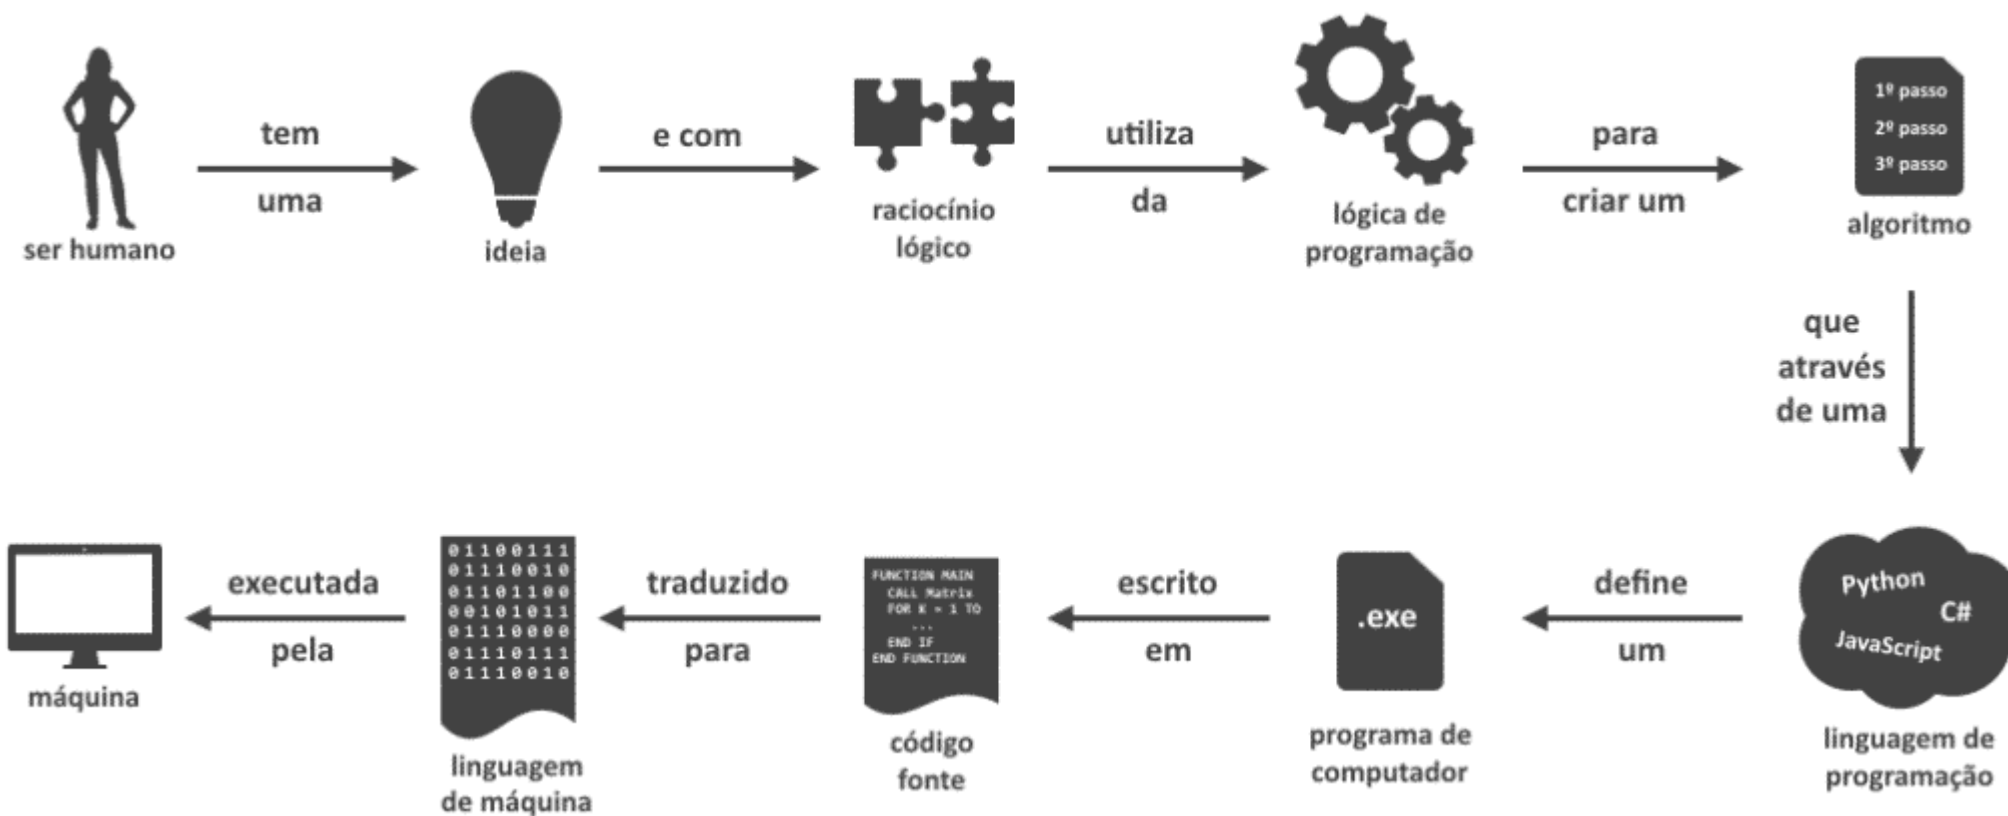 ser humano
tem
uma
ideia
e com
raciocínio
lógico
utiliza
da
lógica de
programação
para
criar um
1º passo
2º passo
3º passo
algoritmo
que
através
de uma
Python
C#
JavaScript
linguagem de
programação
define
um
.exe
programa de
computador
escrito
em
FUNCTION MAIN
CALL Matrix
FOR K = 1 TO
...
END IF
END FUNCTION
código
fonte
traduzido
para
01100111
01110010
01101100
00101011
01110000
01110111
01110010
linguagem
de máquina
executada
pela
máquina